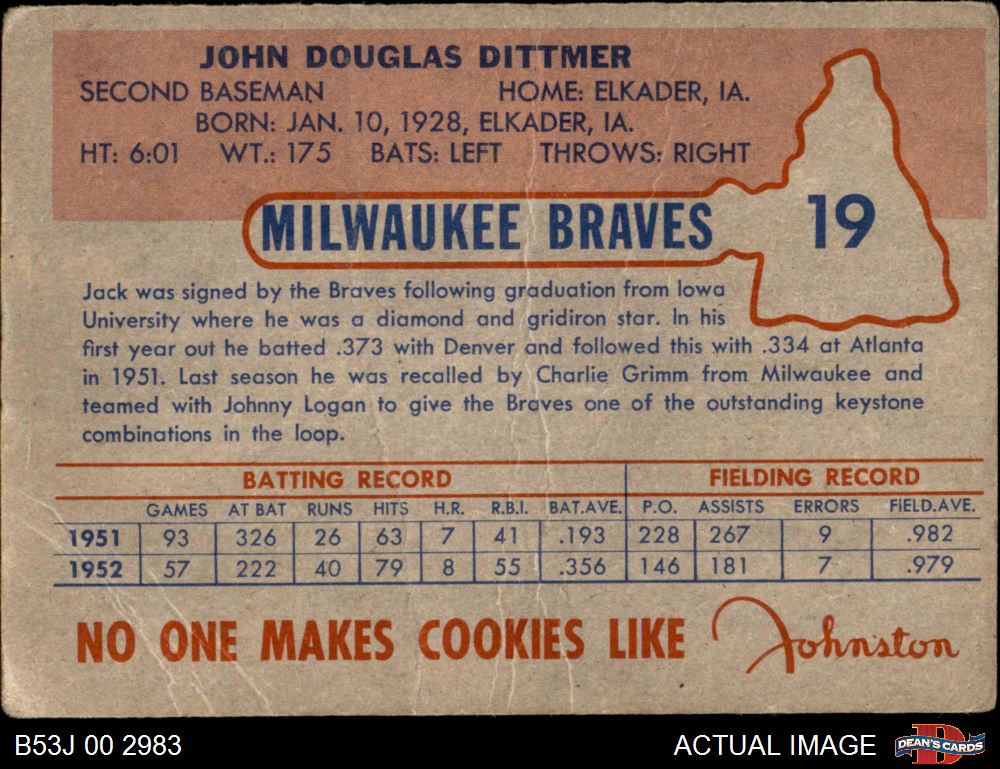 JOHN DOUGLAS DITTMER
SECOND BASEMAN HOME: ELKADER, IA.
BORN: JAN. 10, 1928, ELKADER, IA.
HT: 6:01 WT.: 175 BATS: LEFT THROWS: RIGHT
MILWAUKEE BRAVES 19
Jack was signed by the Braves following graduation from Iowa
University where he was a diamond and gridiron star. In his
first year out he batted .373 with Denver and followed this with .334 at Atlanta
in 1951. Last season he was recalled by Charlie Grimm from Milwaukee and
teamed with Johnny Logan to give the Braves one of the outstanding keystone
combinations in the loop.
BATTING RECORD FIELDING RECORD
GAMES AT BAT RUNS HITS H.R. R.B.I. BAT.AVE. P.O. ASSISTS ERRORS FIELD.AVE.
1951 93 326 26 63 7 41 .193 228 267 9 .982
1952 57 222 40 79 8 55 .356 146 181 7 .979
NO ONE MAKES COOKIES LIKE Johnston
B53J 00 2983 ACTUAL IMAGE DEAN'S CARDS